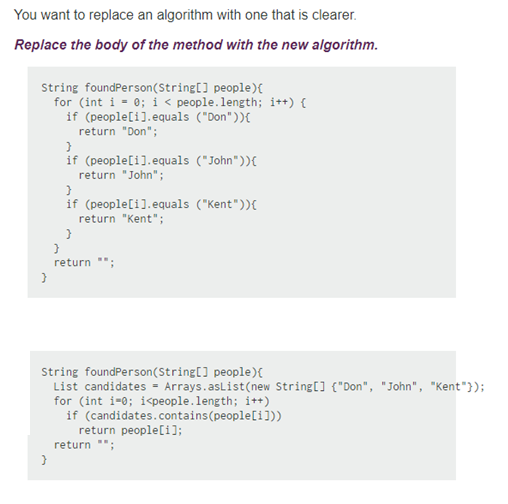 You want to replace an algorithm with one that is clearer.
Replace the body of the method with the new algorithm.
String foundPerson(String[] people){
for (int i = 0; i < people.length; i++) {
if (people[i].equals ("Don")){
return "Don";
}
if (people[i].equals ("John")){
return "John";
}
if (people[i].equals ("Kent")){
return "Kent";
}
}
return "";
}
String foundPerson(String[] people){
List candidates = Arrays.asList(new String[] {"Don", "John", "Kent"});
for (int i=0; i<people.length; i++)
if (candidates.contains(people[i]))
return people[i];
return "";
}